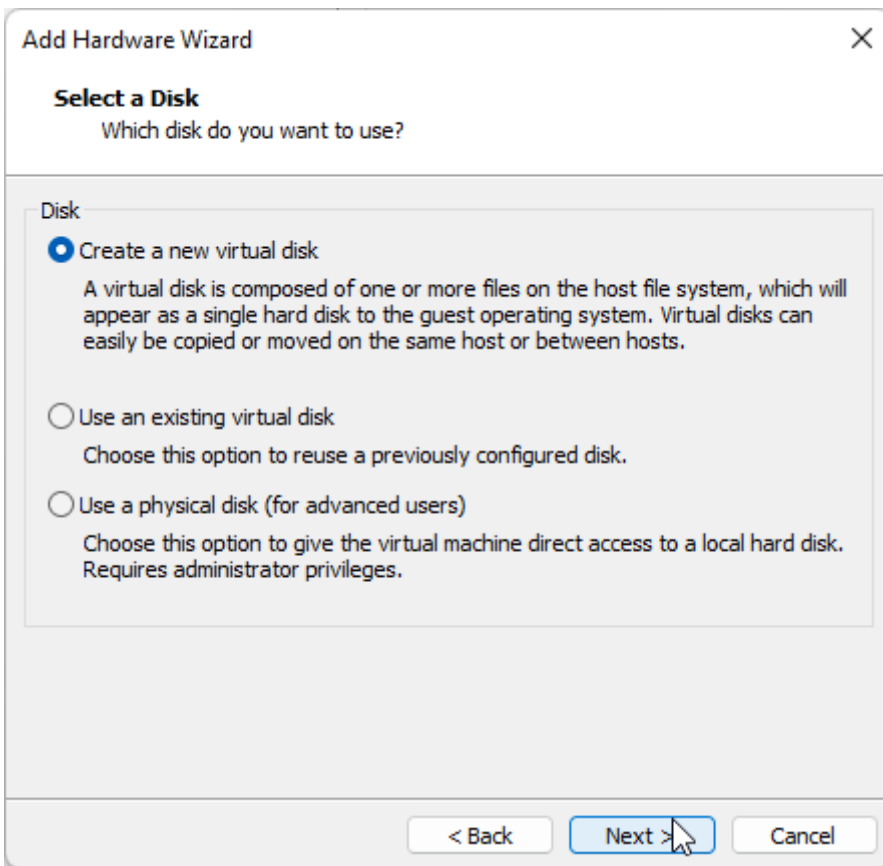 Add Hardware Wizard
Select a Disk
Which disk do you want to use?
Disk
Create a new virtual disk
A virtual disk is composed of one or more files on the host file system, which will
appear as a single hard disk to the guest operating system. Virtual disks can
easily be copied or moved on the same host or between hosts.
Use an existing virtual disk
Choose this option to reuse a previously configured disk.
Use a physical disk (for advanced users)
Choose this option to give the virtual machine direct access to a local hard disk.
Requires administrator privileges.
< Back
Next >
Cancel